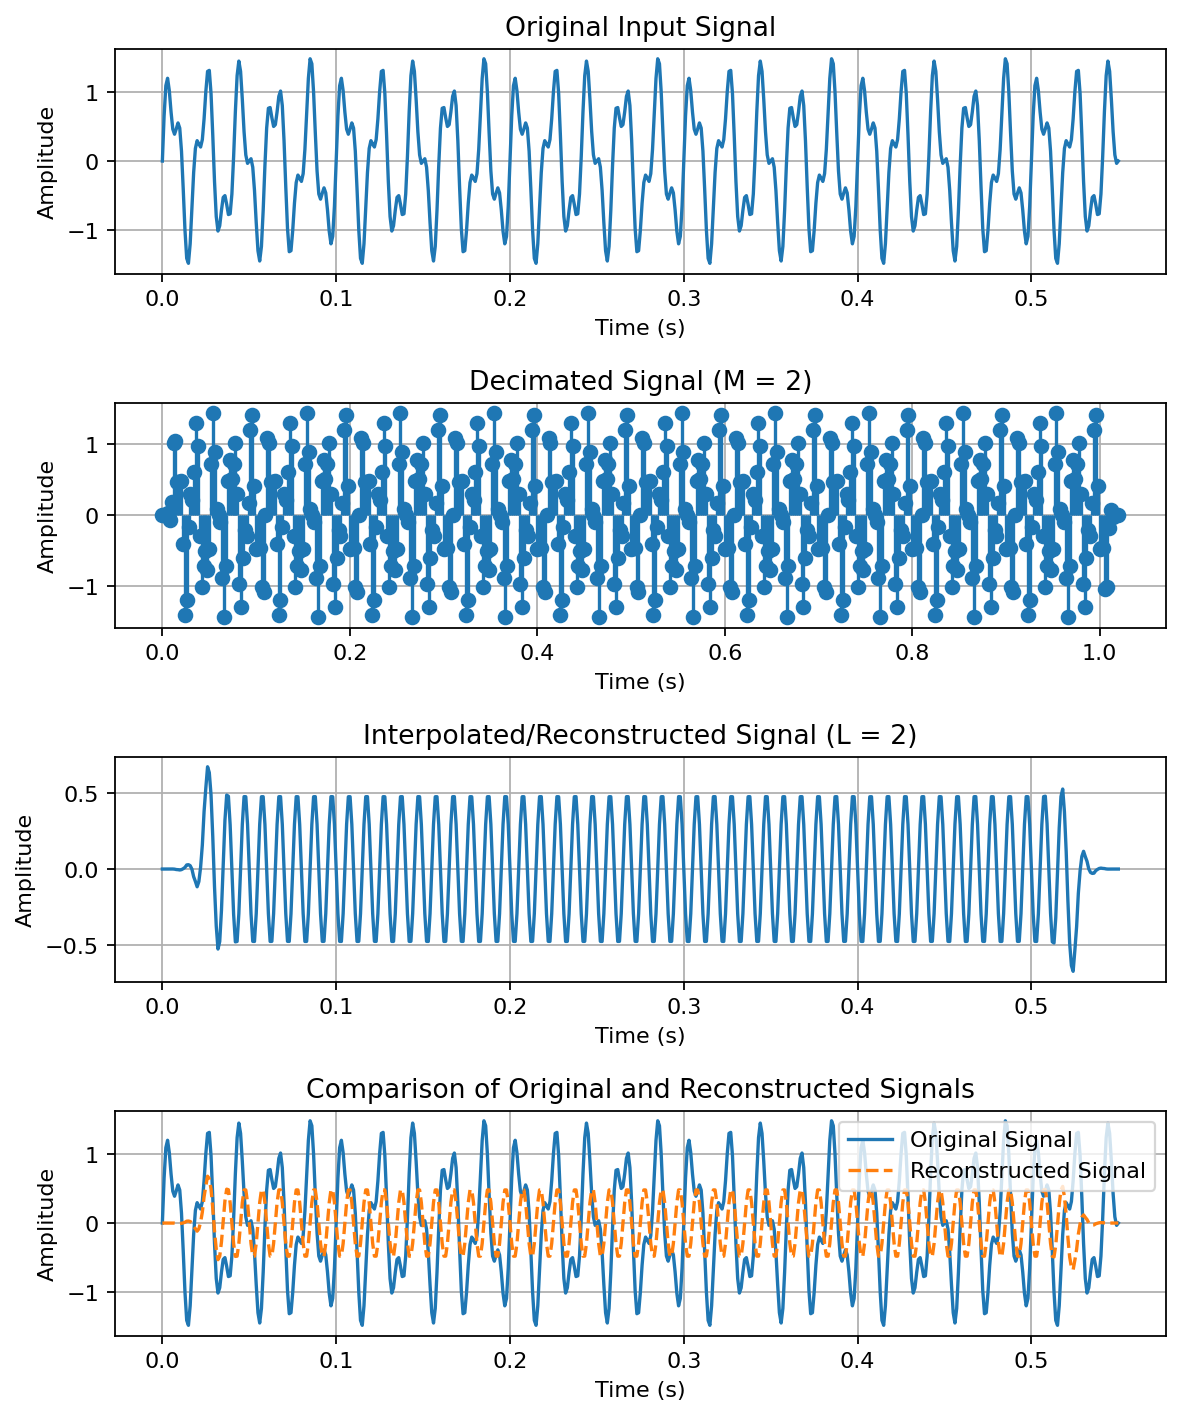 Original Input Signal
Amplitude
1
0
−1
0.0 0.1 0.2 0.3 0.4 0.5
Time (s)
Decimated Signal (M = 2)
Amplitude
1
0
−1
0.0 0.2 0.4 0.6 0.8 1.0
Time (s)
Interpolated/Reconstructed Signal (L = 2)
Amplitude
0.5
0.0
−0.5
0.0 0.1 0.2 0.3 0.4 0.5
Time (s)
Comparison of Original and Reconstructed Signals
Amplitude
1
0
−1
Original Signal
Reconstructed Signal
0.0 0.1 0.2 0.3 0.4 0.5
Time (s)